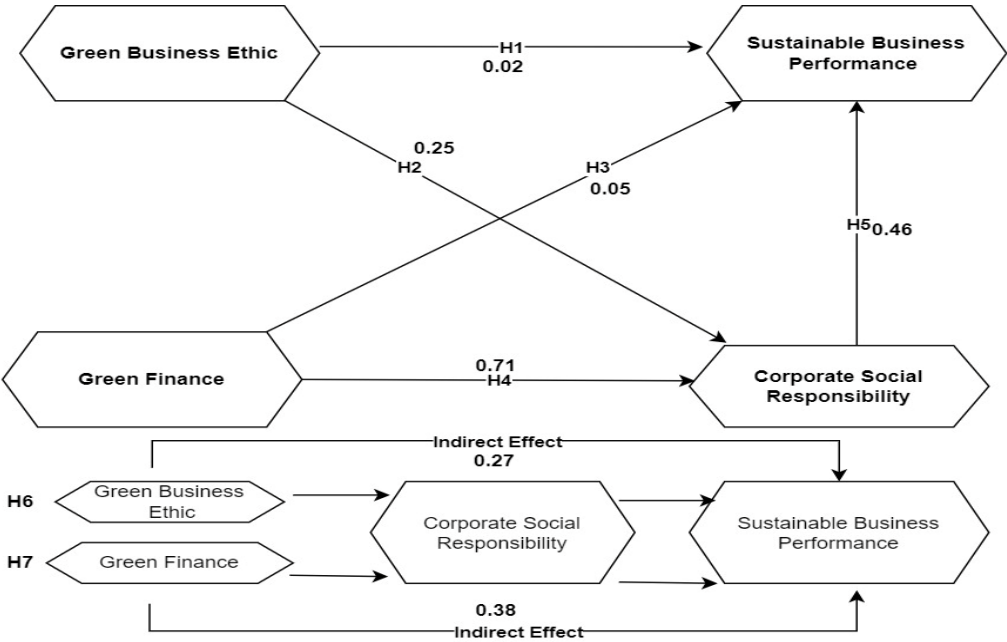 Green Business Ethic
H1
0.02
Sustainable Business
Performance
0.25
H2
H3
0.05
H5
0.46
Green Finance
0.71
H4
Corporate Social
Responsibility
Indirect Effect
0.27
H6
Green Business
Ethic
Corporate Social
Responsibility
Sustainable Business
Performance
H7
Green Finance
0.38
Indirect Effect